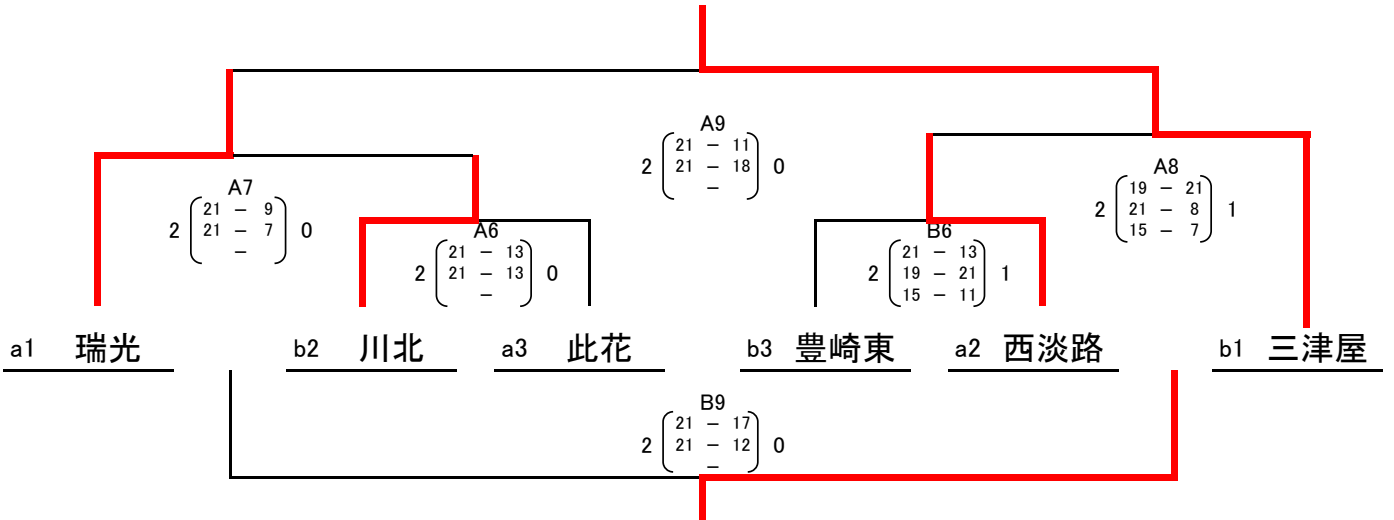 A9
21 － 11
2 21 － 18 0
－
A7
21 － 9
2 21 － 7 0
－
A8
19 － 21
2 21 － 8 1
15 － 7
A6
21 － 13
2 21 － 13 0
－
B6
21 － 13
2 19 － 21 1
15 － 11
a1 瑞光
b2 川北
a3 此花
b3 豊崎東
a2 西淡路
b1 三津屋
B9
21 － 17
2 21 － 12 0
－